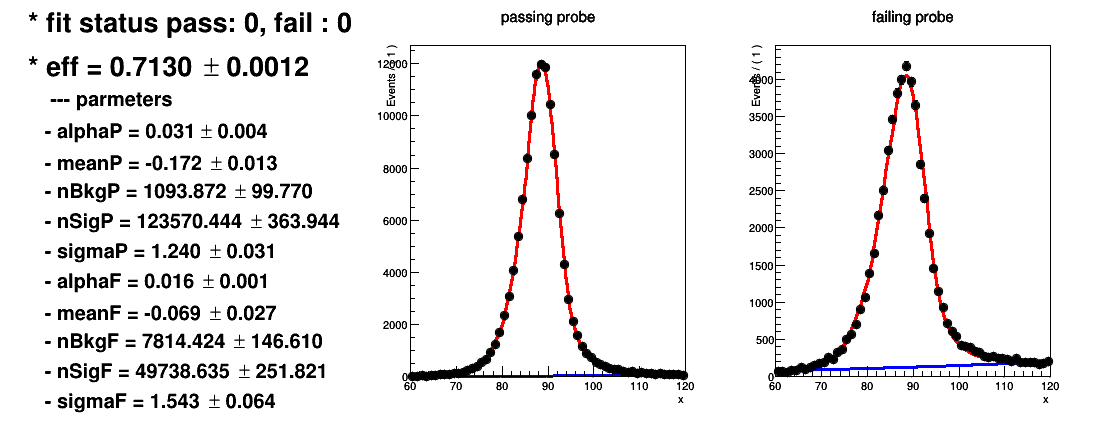 * fit status pass: 0, fail : 0
* eff = 0.7130 ± 0.0012
--- parmeters
- alphaP = 0.031 ± 0.004
- meanP = -0.172 ± 0.013
- nBkgP = 1093.872 ± 99.770
- nSigP = 123570.444 ± 363.944
- sigmaP = 1.240 ± 0.031
- alphaF = 0.016 ± 0.001
- meanF = -0.069 ± 0.027
- nBkgF = 7814.424 ± 146.610
- nSigF = 49738.635 ± 251.821
- sigmaF = 1.543 ± 0.064
passing probe
Events / ( 1 )
12000
10000
8000
6000
4000
2000
0
60 70 80 90 100 110 120
x
failing probe
Events / ( 1 )
4000
3500
3000
2500
2000
1500
1000
500
0
60 70 80 90 100 110 120
x